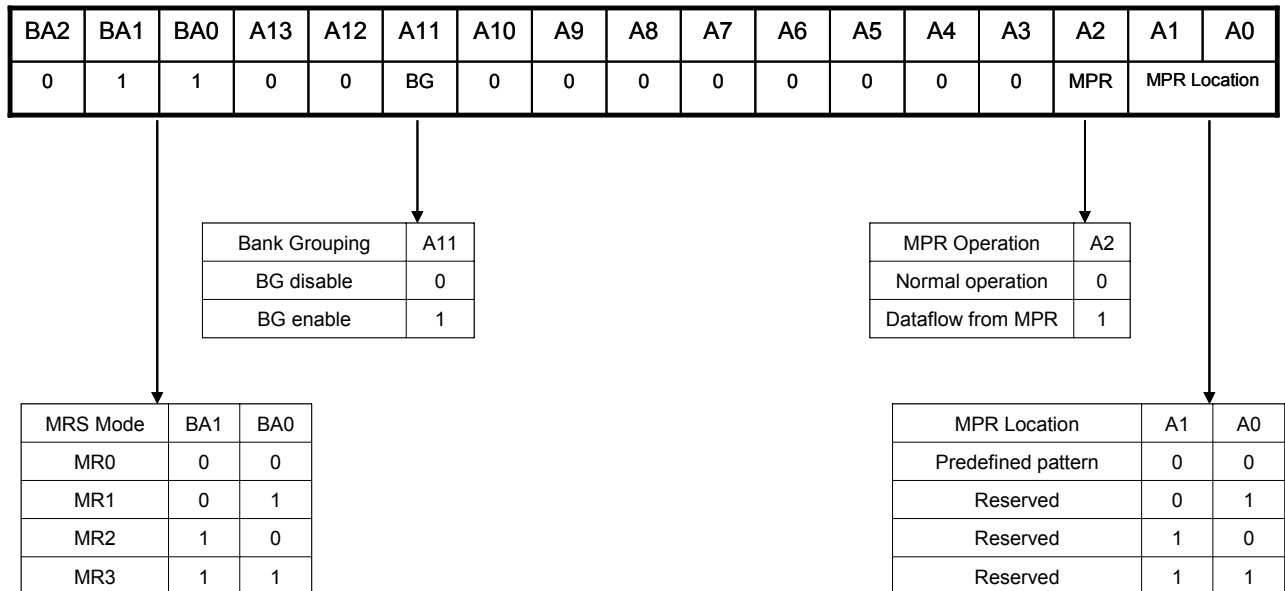 BA2 BA1 BA0 A13 A12 A11 A10 A9 A8 A7 A6 A5 A4 A3 A2 A1 A0
0 1 1 0 0 BG 0 0 0 0 0 0 0 0 MPR MPR Location
Bank Grouping A11
BG disable 0
BG enable 1
MPR Operation A2
Normal operation 0
Dataflow from MPR 1
MRS Mode BA1 BA0
MR0 0 0
MR1 0 1
MR2 1 0
MR3 1 1
MPR Location A1 A0
Predefined pattern 0 0
Reserved 0 1
Reserved 1 0
Reserved 1 1